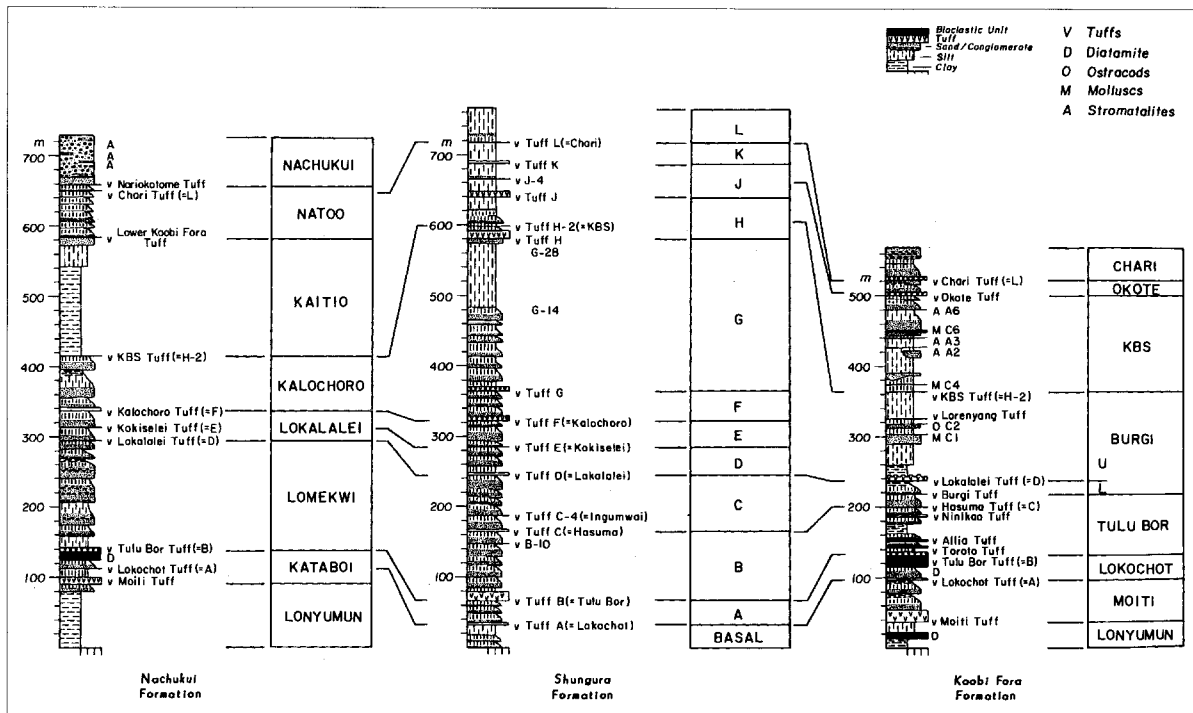 Bioclastic Unit
Tuff
Sand/Conglomerate
Silt
Clay
V Tuffs
D Diatamite
O Ostracods
M Molluscs
A Stromatalites
m
700
600
500
400
300
200
100
A
A
A
v Nariokotome Tuff
v Chari Tuff (=L)
Lower Koobi Fora
v Tuff
v KBS Tuff (=H-2)
v Kalochoro Tuff (=F)
v Kokiselei Tuff (=E)
v Lokalalei Tuff (=D)
v Tulu Bor Tuff (=B)
D
v Lokochot Tuff (=A)
v Moiti Tuff
NACHUKUI
NATOO
KAITIO
KALOCHORO
LOKALALEI
LOMEKWI
KATABOI
LONYUMUN
Nachukui
Formation
m
700
600
500
400
300
200
100
v Tuff L (=Chari)
v Tuff K
v J-4
v Tuff J
v Tuff H-2 (=KBS)
v Tuff H
G-28
G-14
v Tuff G
v Tuff F (=Kalochoro)
v Tuff E (=Kokiselei)
v Tuff D (=Lokalalei)
v Tuff C-4 (=Ingumwai)
v Tuff C (=Hasuma)
v B-10
v Tuff B (=Tulu Bor)
v Tuff A (=Lokochot)
L
K
J
H
G
F
E
D
C
B
A
BASAL
Shungura
Formation
m
500
400
300
200
100
v Chari Tuff (=L)
v Okote Tuff
A A6
M C6
A A3
A A2
M C4
v KBS Tuff (=H-2)
v Lorenyang Tuff
O C2
M C1
v Lokalalei Tuff (=D)
v Burgi Tuff
v Hasuma Tuff (=C)
v Ninikaa Tuff
v Allia Tuff
v Toroto Tuff
v Tulu Bor Tuff (=B)
D
v Lokochot Tuff (=A)
v Moiti Tuff
D
CHARI
OKOTE
KBS
BURGI
U
L
TULU BOR
LOKOCHOT
MOITI
LONYUMUN
Koobi Fora
Formation